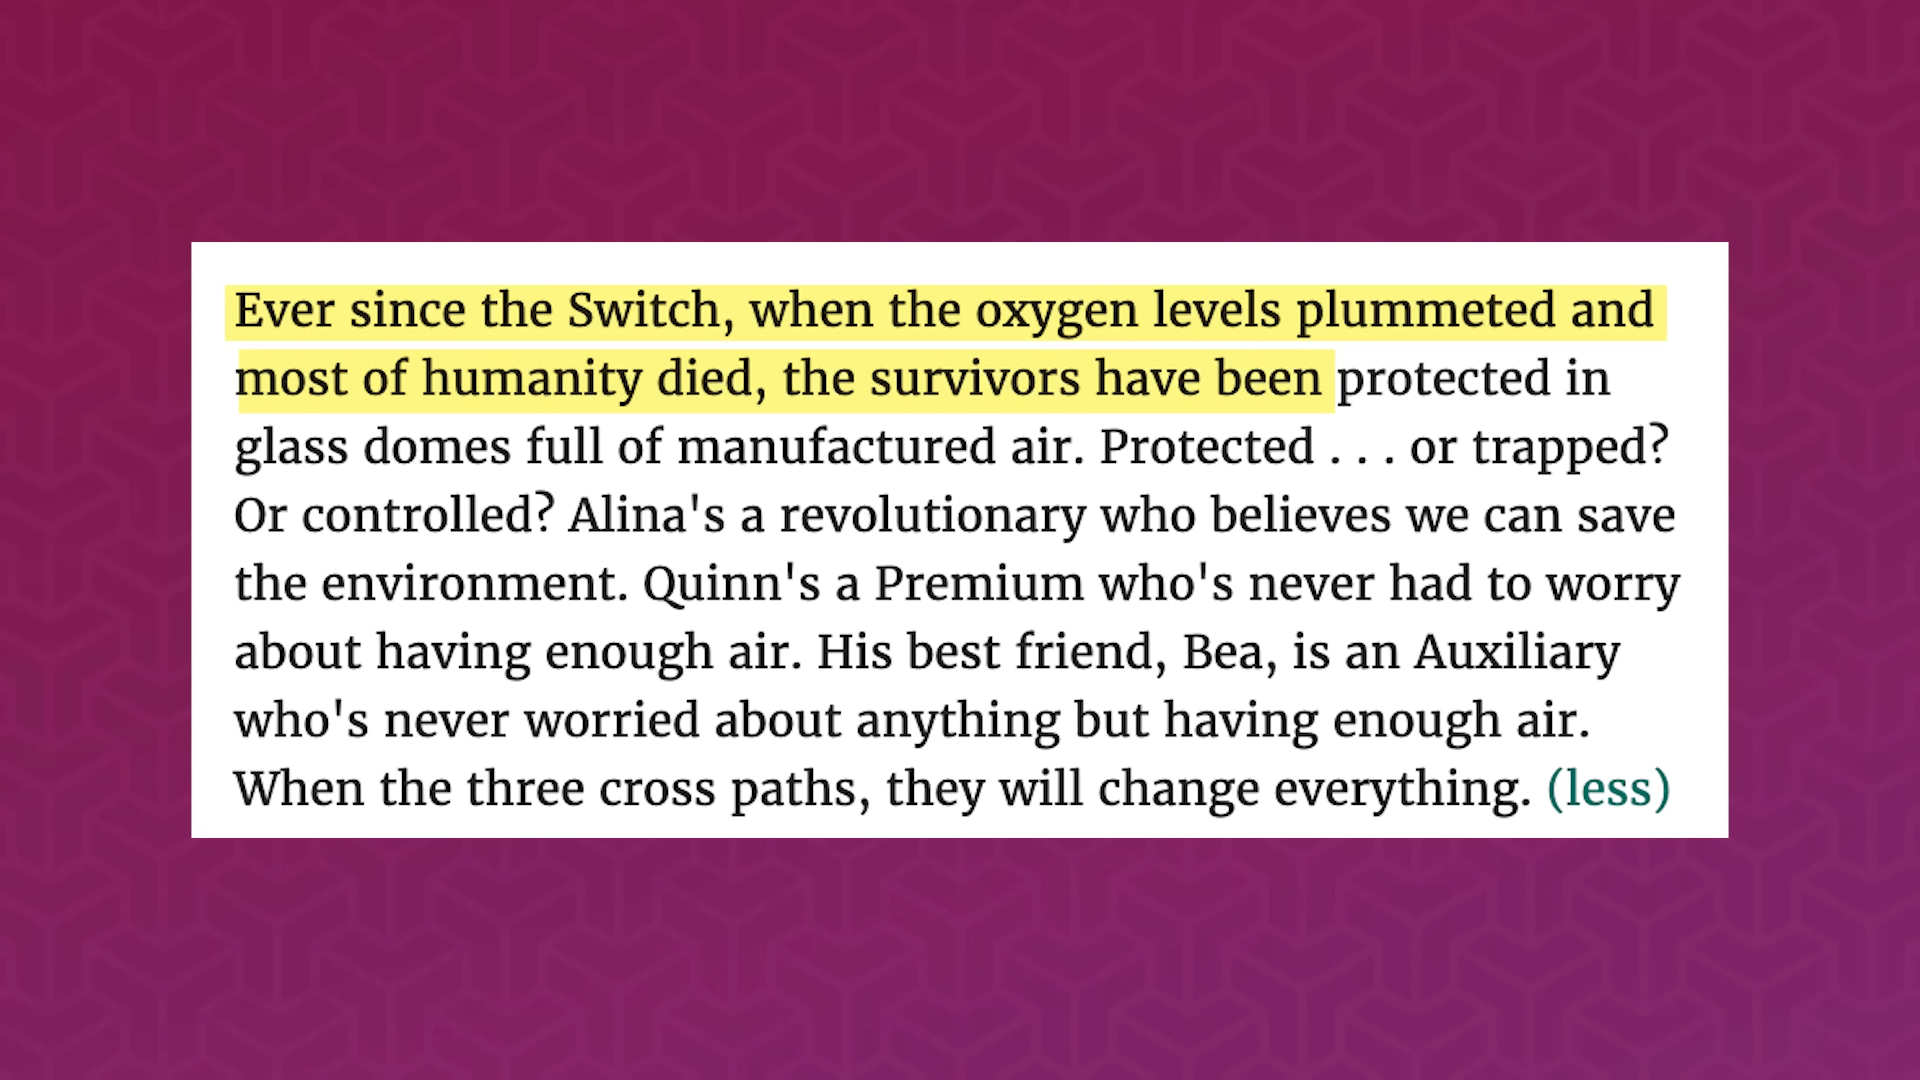 Ever since the Switch, when the oxygen levels plummeted and
most of humanity died, the survivors have been protected in
glass domes full of manufactured air. Protected . . . or trapped?
Or controlled? Alina's a revolutionary who believes we can save
the environment. Quinn's a Premium who's never had to worry
about having enough air. His best friend, Bea, is an Auxiliary
who's never worried about anything but having enough air.
When the three cross paths, they will change everything. (less)